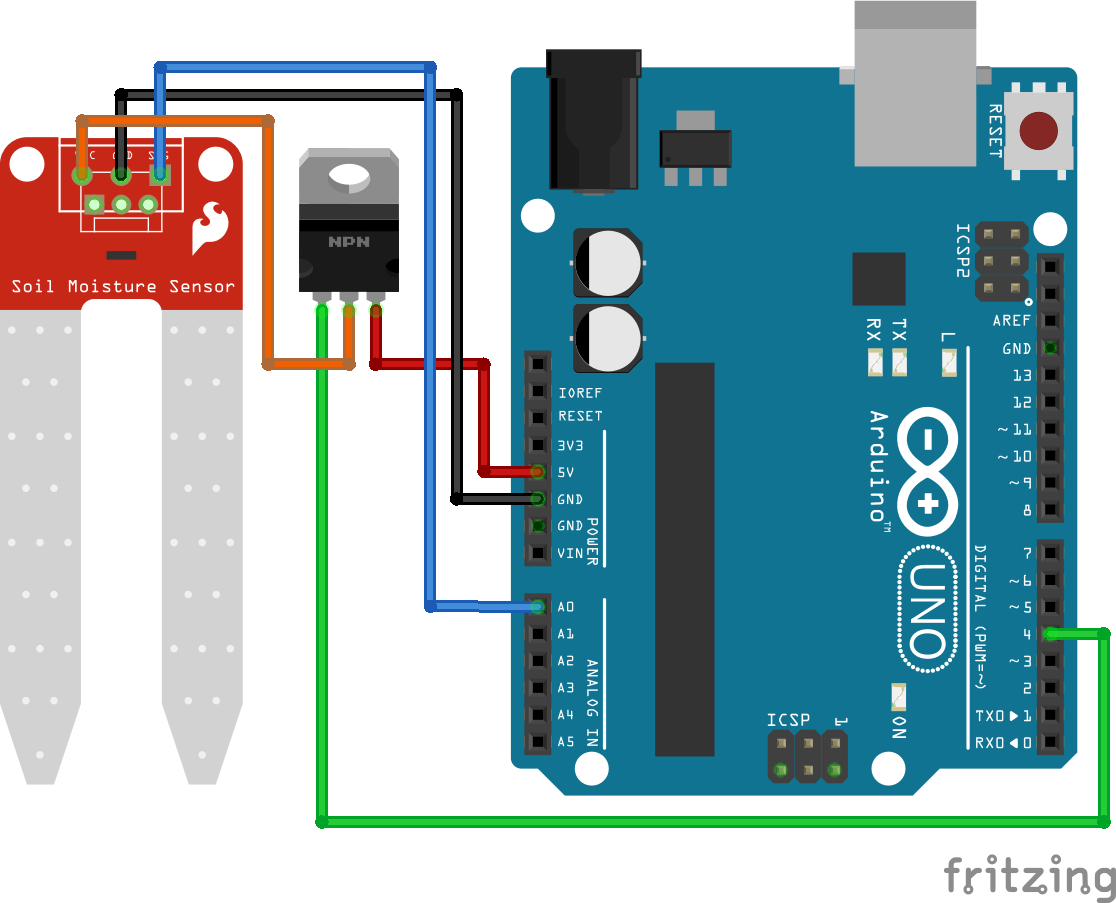 RESET
NPN
ICSP2
Soil Moisture Sensor
RX
TX
L
AREF
GND
13
12
~11
~10
~9
8
IOREF
RESET
3V3
5V
GND
GND
VIN
POWER
Arduino™
UNO
7
~6
~5
4
~3
2
TX0▶1
RX0◀0
DIGITAL (PWM=~)
A0
A1
A2
A3
A4
A5
ANALOG IN
ICSP
1
ON
fritzing